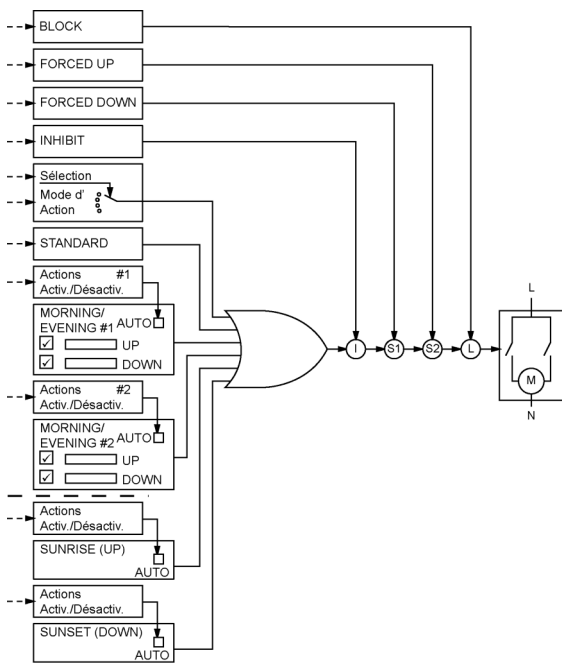 BLOCK
FORCED UP
FORCED DOWN
INHIBIT
Sélection
Mode d'
Action
STANDARD
Actions #1
Activ./Désactiv.
MORNING/
EVENING #1 AUTO
UP
DOWN
Actions #2
Activ./Désactiv.
MORNING/
EVENING #2 AUTO
UP
DOWN
Actions
Activ./Désactiv.
SUNRISE (UP)
AUTO
Actions
Activ./Désactiv.
SUNSET (DOWN)
AUTO
I S1 S2 L
L
M
N